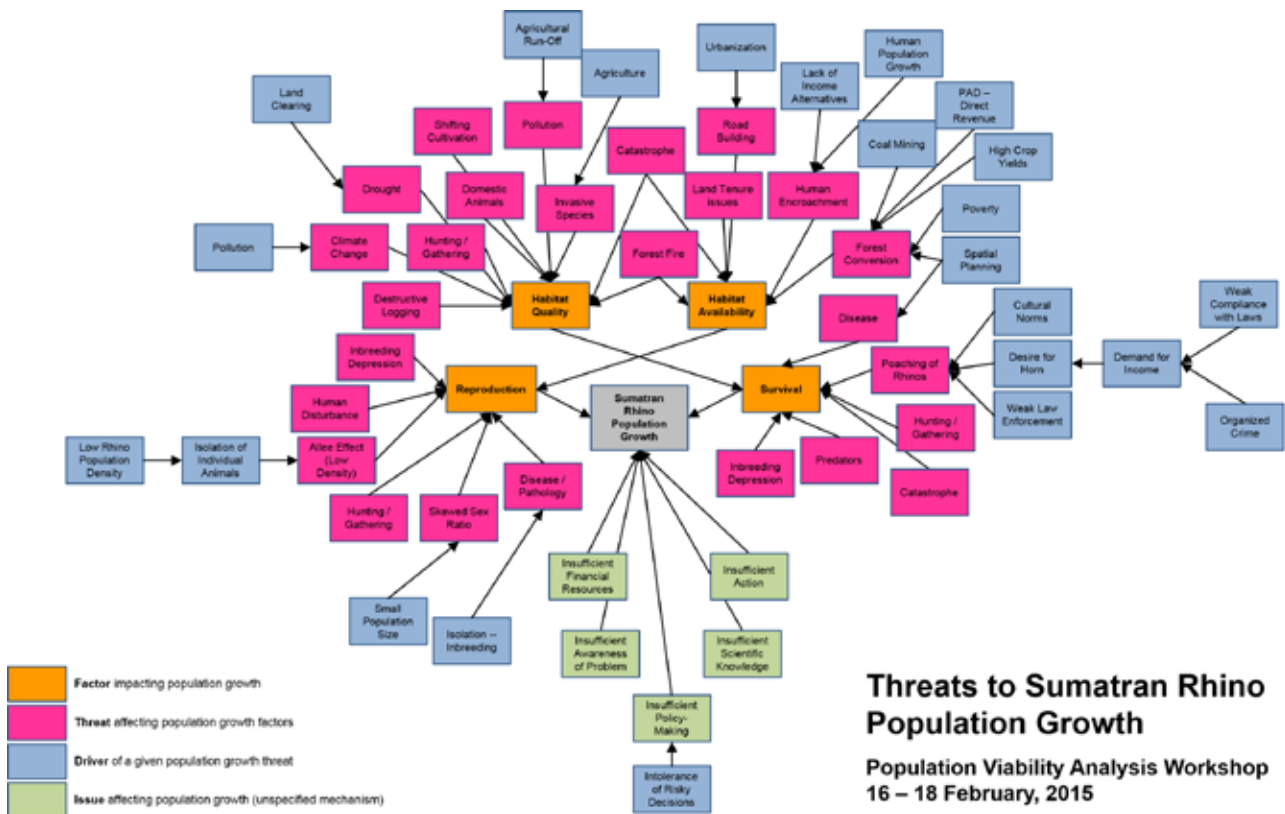 Agricultural
Run-Off
Urbanization
Human
Population
Growth
Agriculture
Lack of
Income
Alternatives
Land
Clearing
PAD –
Direct
Revenue
Shifting
Cultivation
Pollution
Road
Building
Catastrophe
Coal Mining
High Crop
Yields
Drought
Domestic
Animals
Invasive
Species
Land Tenure
Issues
Human
Encroachment
Poverty
Pollution
Climate
Change
Hunting /
Gathering
Forest Fire
Forest
Conversion
Spatial
Planning
Destructive
Logging
Habitat
Quality
Habitat
Availability
Disease
Cultural
Norms
Weak
Compliance
with Laws
Inbreeding
Depression
Reproduction
Sumatran
Rhino
Population
Growth
Survival
Poaching of
Rhinos
Desire for
Horn
Demand for
Income
Human
Disturbance
Hunting /
Gathering
Weak Law
Enforcement
Organized
Crime
Low Rhino
Population
Density
Isolation of
Individual
Animals
Allee Effect
(Low
Density)
Inbreeding
Depression
Predators
Catastrophe
Hunting /
Gathering
Skewed Sex
Ratio
Disease /
Pathology
Insufficient
Financial
Resources
Insufficient
Action
Small
Population
Size
Isolation --
Inbreeding
Insufficient
Awareness
of Problem
Insufficient
Scientific
Knowledge
Insufficient
Policy-
Making
Intolerance
of Risky
Decisions
Factor impacting population growth
Threat affecting population growth factors
Driver of a given population growth threat
Issue affecting population growth (unspecified mechanism)
Threats to Sumatran Rhino
Population Growth
Population Viability Analysis Workshop
16 – 18 February, 2015